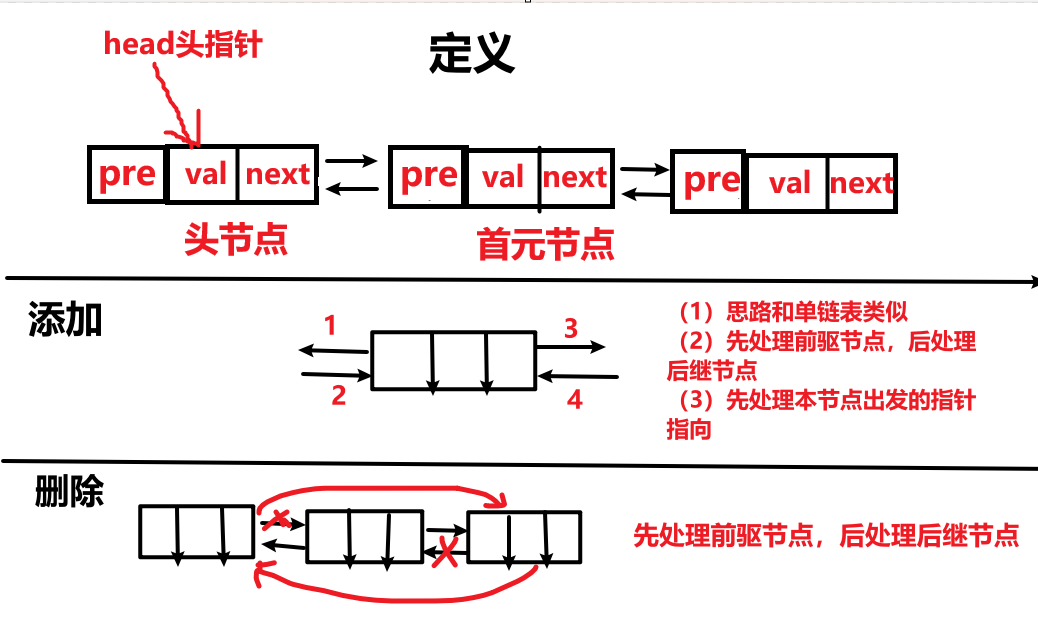 head头指针
定义
pre val next
pre val next
pre val next
头节点
首元节点
添加
1
2
3
4
（1）思路和单链表类似
（2）先处理前驱节点，后处理
后继节点
（3）先处理本节点出发的指针
指向
删除
先处理前驱节点，后处理后继节点